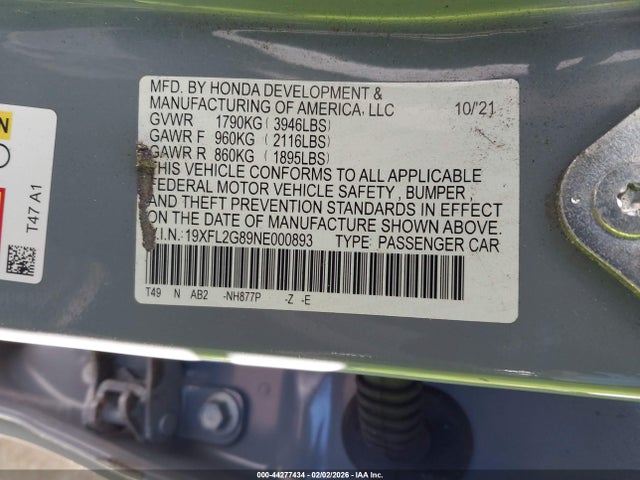 MFD. BY HONDA DEVELOPMENT &
MANUFACTURING OF AMERICA, LLC 10/'21
GVWR 1790KG (3946LBS)
GAWR F 960KG (2116LBS)
GAWR R 860KG (1895LBS)
THIS VEHICLE CONFORMS TO ALL APPLICABLE
FEDERAL MOTOR VEHICLE SAFETY , BUMPER ,
AND THEFT PREVENTION STANDARDS IN EFFECT
ON THE DATE OF MANUFACTURE SHOWN ABOVE.
V.I.N.: 19XFL2G89NE000893 TYPE: PASSENGER CAR
T49 N AB2 -NH877P -Z -E
T47 A1
000-44277434 - 02/02/2026 - IAA Inc.